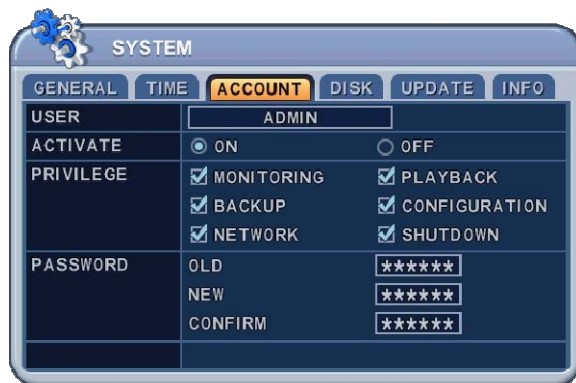 SYSTEM
GENERAL TIME ACCOUNT DISK UPDATE INFO
USER ADMIN
ACTIVATE ON OFF
PRIVILEGE MONITORING PLAYBACK
BACKUP CONFIGURATION
NETWORK SHUTDOWN
PASSWORD OLD ******
NEW ******
CONFIRM ******